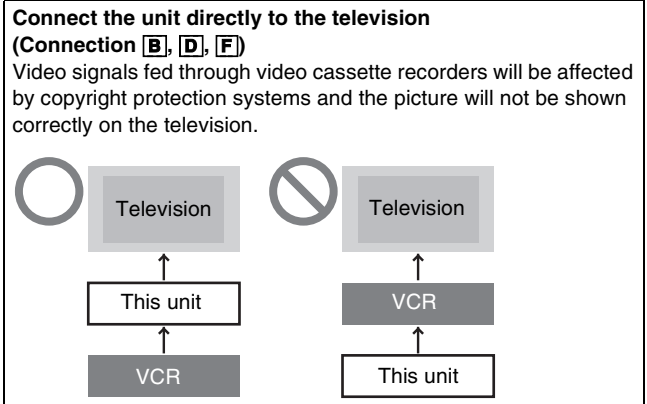 Connect the unit directly to the television
(Connection B, D, F)
Video signals fed through video cassette recorders will be affected
by copyright protection systems and the picture will not be shown
correctly on the television.
Television
This unit
VCR
Television
VCR
This unit